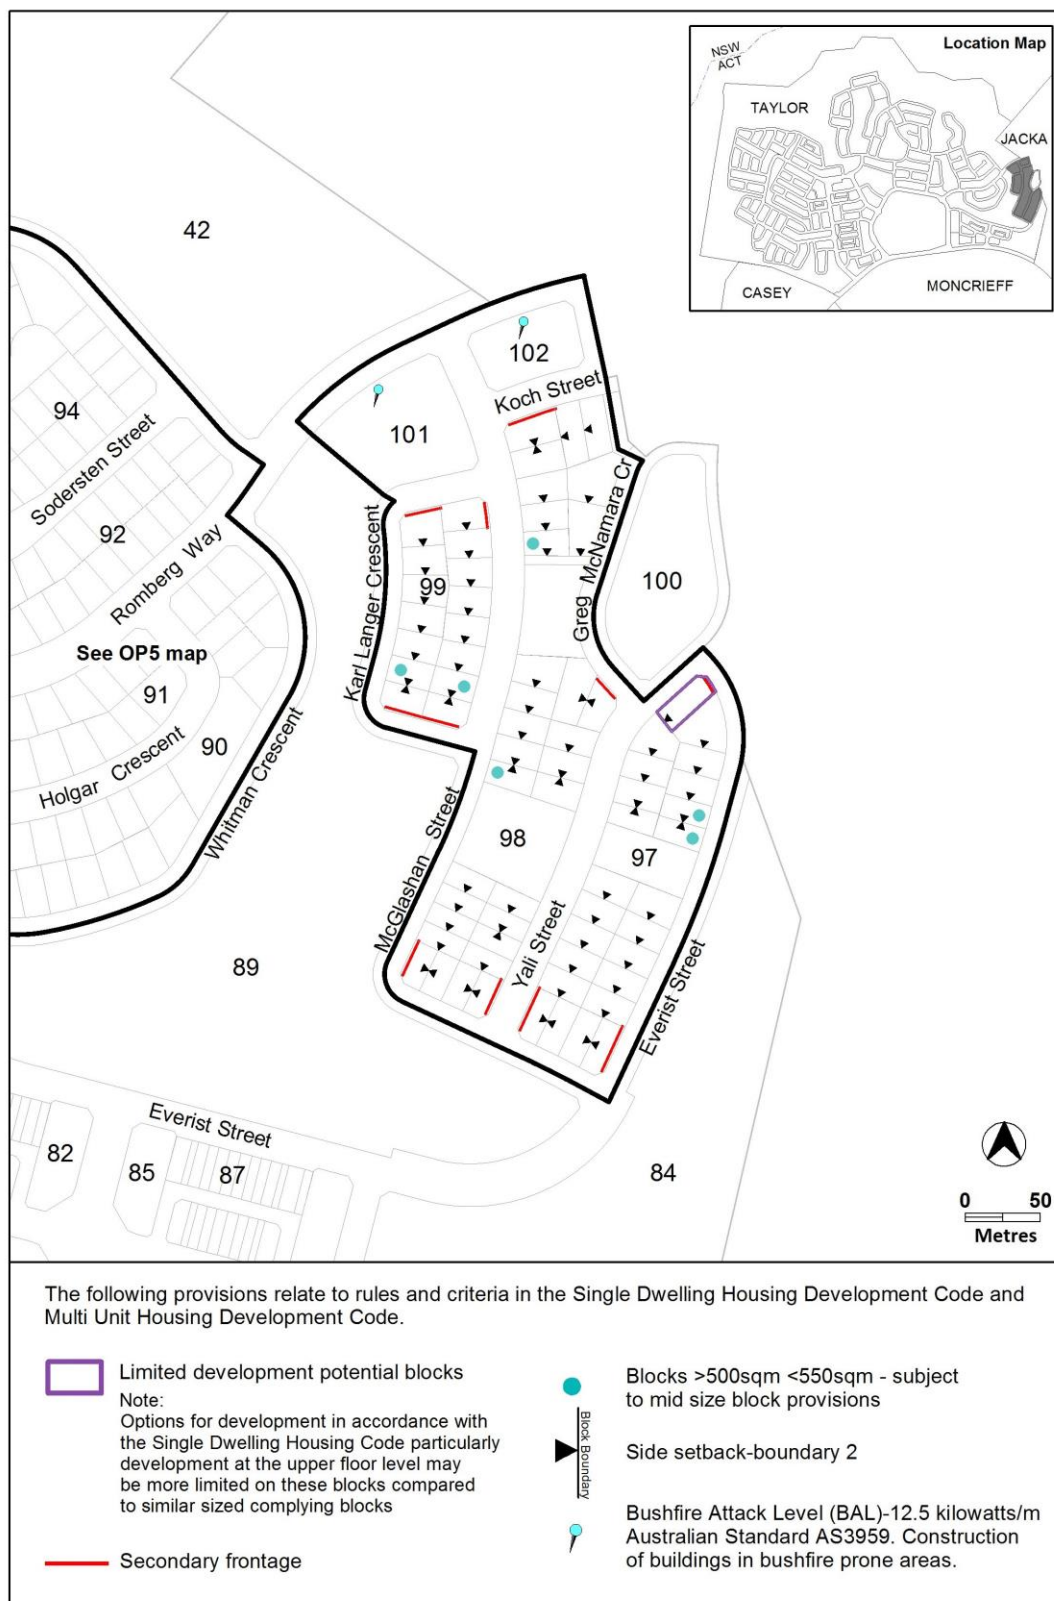 Location Map
NSW
ACT
TAYLOR
JACKA
CASEY
MONCRIEFF
42
102
Koch Street
101
94
Sodersten Street
92
Romberg Way
Karl Langer Crescent
99
Greg McNamara Cr
100
See OP5 map
91
90
Holgar Crescent
Whitman Crescent
McGlashan Street
98
97
Yali Street
Everist Street
89
Everist Street
82
85
87
84
0 50
Metres
The following provisions relate to rules and criteria in the Single Dwelling Housing Development Code and
Multi Unit Housing Development Code.
Limited development potential blocks
Note:
Options for development in accordance with
the Single Dwelling Housing Code particularly
development at the upper floor level may
be more limited on these blocks compared
to similar sized complying blocks
Secondary frontage
Blocks >500sqm <550sqm - subject
to mid size block provisions
Block Boundary
Side setback-boundary 2
Bushfire Attack Level (BAL)-12.5 kilowatts/m
Australian Standard AS3959. Construction
of buildings in bushfire prone areas.